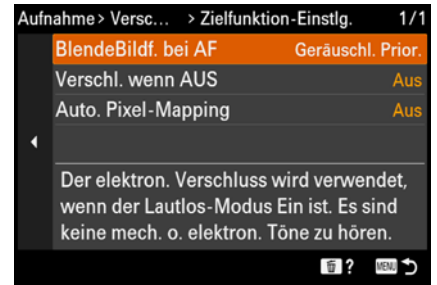 Aufnahme> Versch... > Zielfunktion-Einstlg. 1/1
BlendeBildf. bei AF Geräuschl. Prior.
Verschl. wenn AUS Aus
Auto. Pixel-Mapping Aus
Der elektron. Verschluss wird verwendet,
wenn der Lautlos-Modus Ein ist. Es sind
keine mech. o. elektron. Töne zu hören.
? MENU